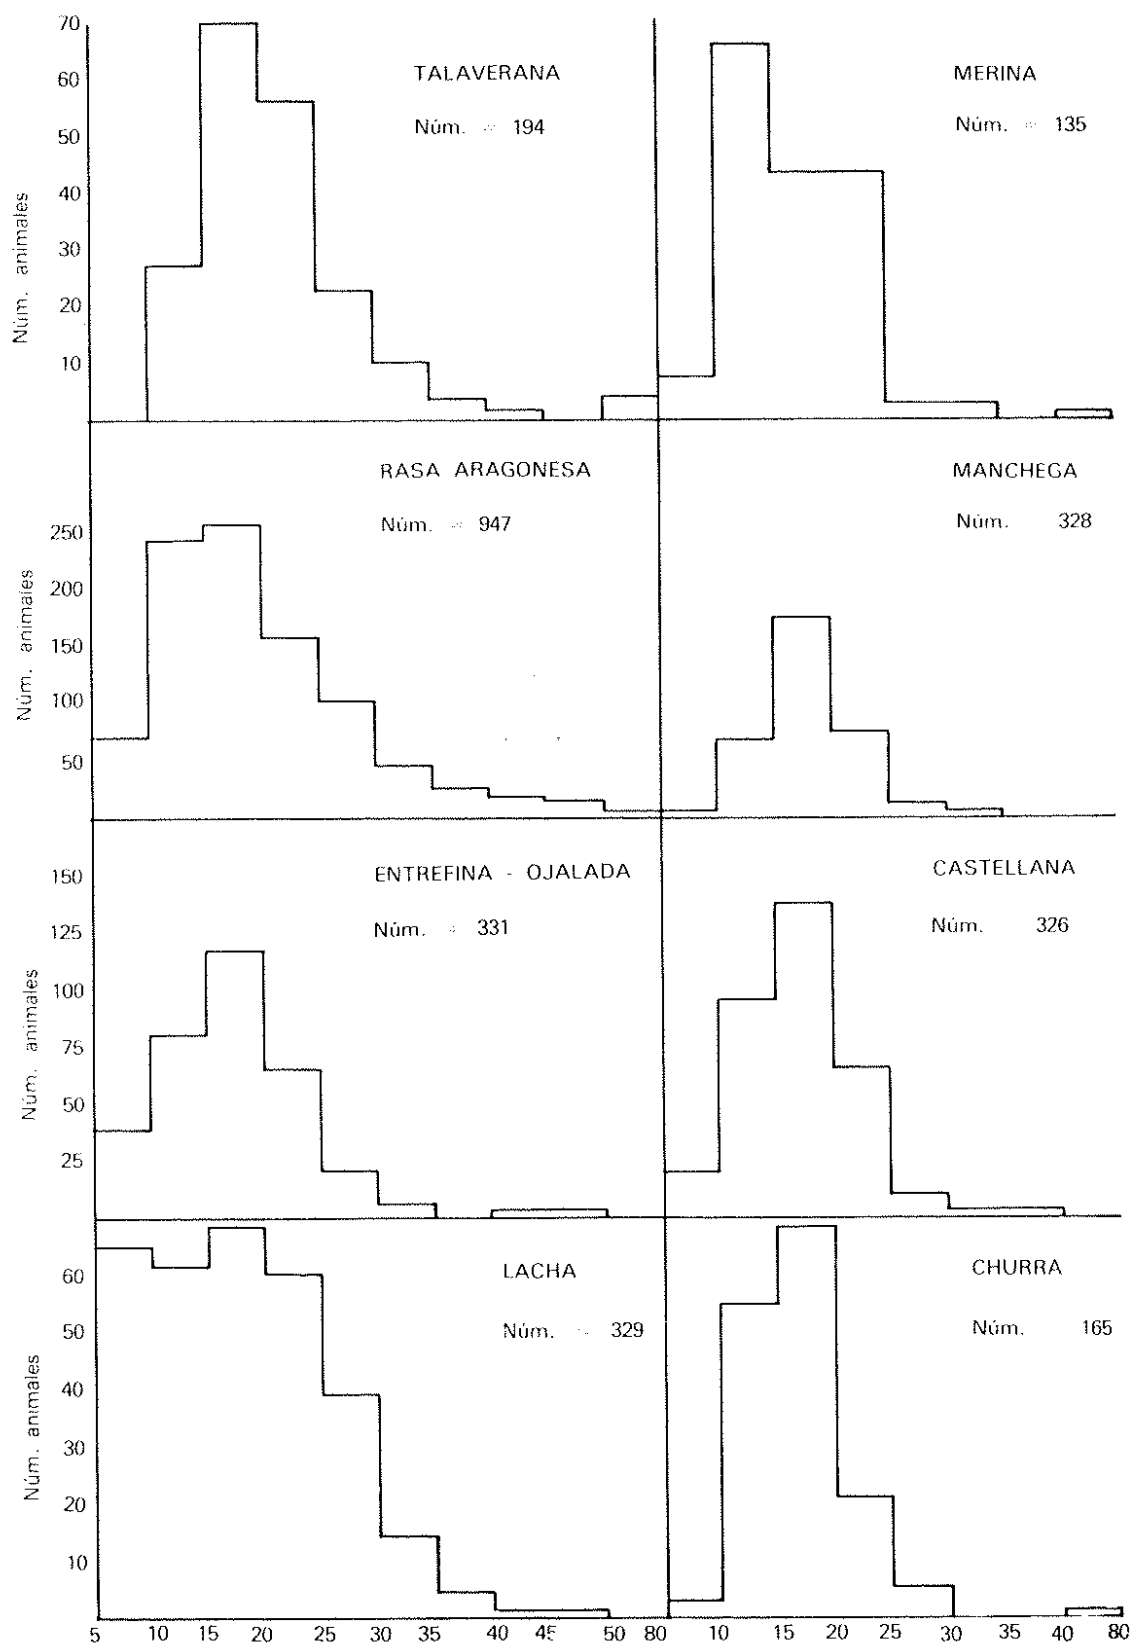 70
60
50
40
30
20
10
Núm. animales
TALAVERANA
Núm. = 194
MERINA
Núm. = 135
250
200
150
100
50
Núm. animales
RASA ARAGONESA
Núm. = 947
MANCHEGA
Núm. 328
150
125
100
75
50
25
Núm. animales
ENTREFINA - OJALADA
Núm. = 331
CASTELLANA
Núm. 326
60
50
40
30
20
10
Núm. animales
LACHA
Núm. = 329
CHURRA
Núm. 165
5 10 15 20 25 30 35 40 45 50 80 10 15 20 25 30 35 40 80